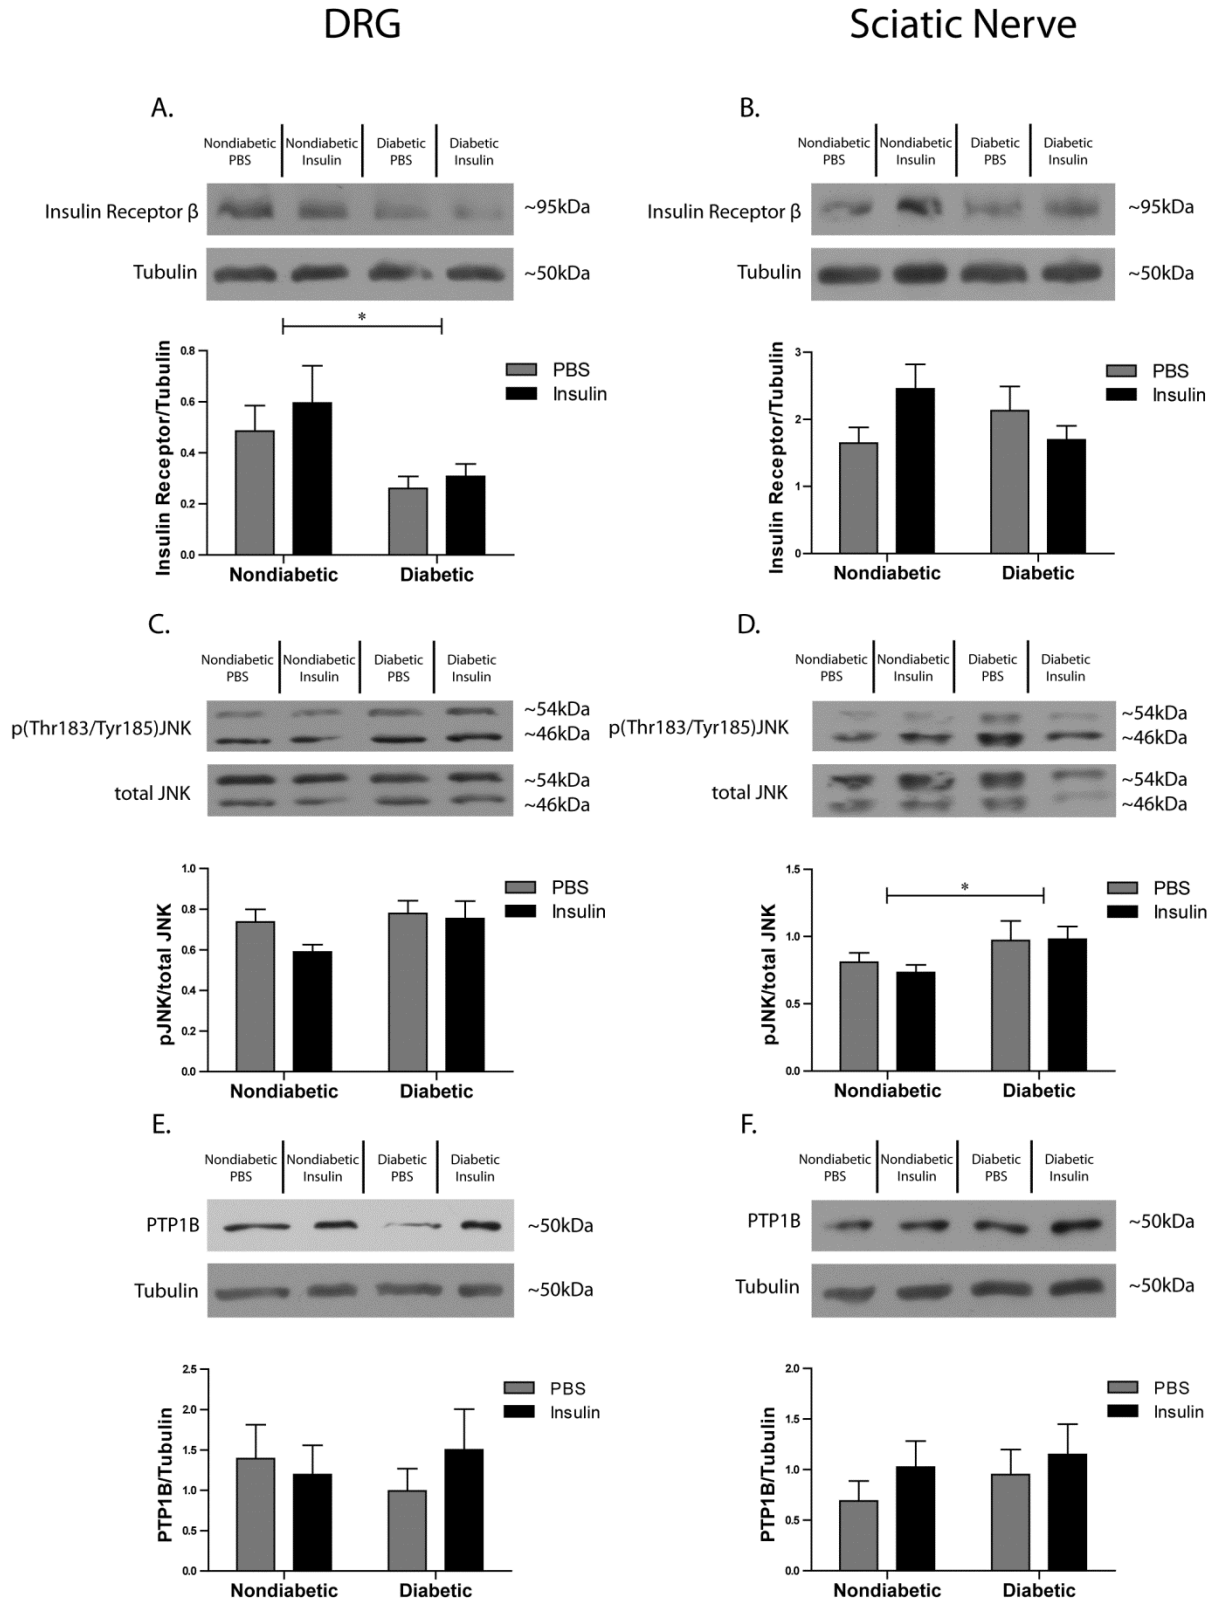 DRG
Sciatic Nerve
A.
Nondiabetic PBS
Nondiabetic Insulin
Diabetic PBS
Diabetic Insulin
Insulin Receptor β
~95kDa
Tubulin
~50kDa
*
Insulin Receptor/Tubulin
0.8
0.6
0.4
0.2
0.0
PBS
Insulin
Nondiabetic
Diabetic
B.
Nondiabetic PBS
Nondiabetic Insulin
Diabetic PBS
Diabetic Insulin
Insulin Receptor β
~95kDa
Tubulin
~50kDa
Insulin Receptor/Tubulin
3
2
1
0
PBS
Insulin
Nondiabetic
Diabetic
C.
Nondiabetic PBS
Nondiabetic Insulin
Diabetic PBS
Diabetic Insulin
p(Thr183/Tyr185)JNK
~54kDa
~46kDa
total JNK
~54kDa
~46kDa
pJNK/total JNK
1.0
0.8
0.6
0.4
0.2
0.0
PBS
Insulin
Nondiabetic
Diabetic
D.
Nondiabetic PBS
Nondiabetic Insulin
Diabetic PBS
Diabetic Insulin
p(Thr183/Tyr185)JNK
~54kDa
~46kDa
total JNK
~54kDa
~46kDa
*
pJNK/total JNK
1.5
1.0
0.5
0.0
PBS
Insulin
Nondiabetic
Diabetic
E.
Nondiabetic PBS
Nondiabetic Insulin
Diabetic PBS
Diabetic Insulin
PTP1B
~50kDa
Tubulin
~50kDa
PTP1B/Tubulin
2.5
2.0
1.5
1.0
0.5
0.0
PBS
Insulin
Nondiabetic
Diabetic
F.
Nondiabetic PBS
Nondiabetic Insulin
Diabetic PBS
Diabetic Insulin
PTP1B
~50kDa
Tubulin
~50kDa
PTP1B/Tubulin
2.0
1.5
1.0
0.5
0.0
PBS
Insulin
Nondiabetic
Diabetic